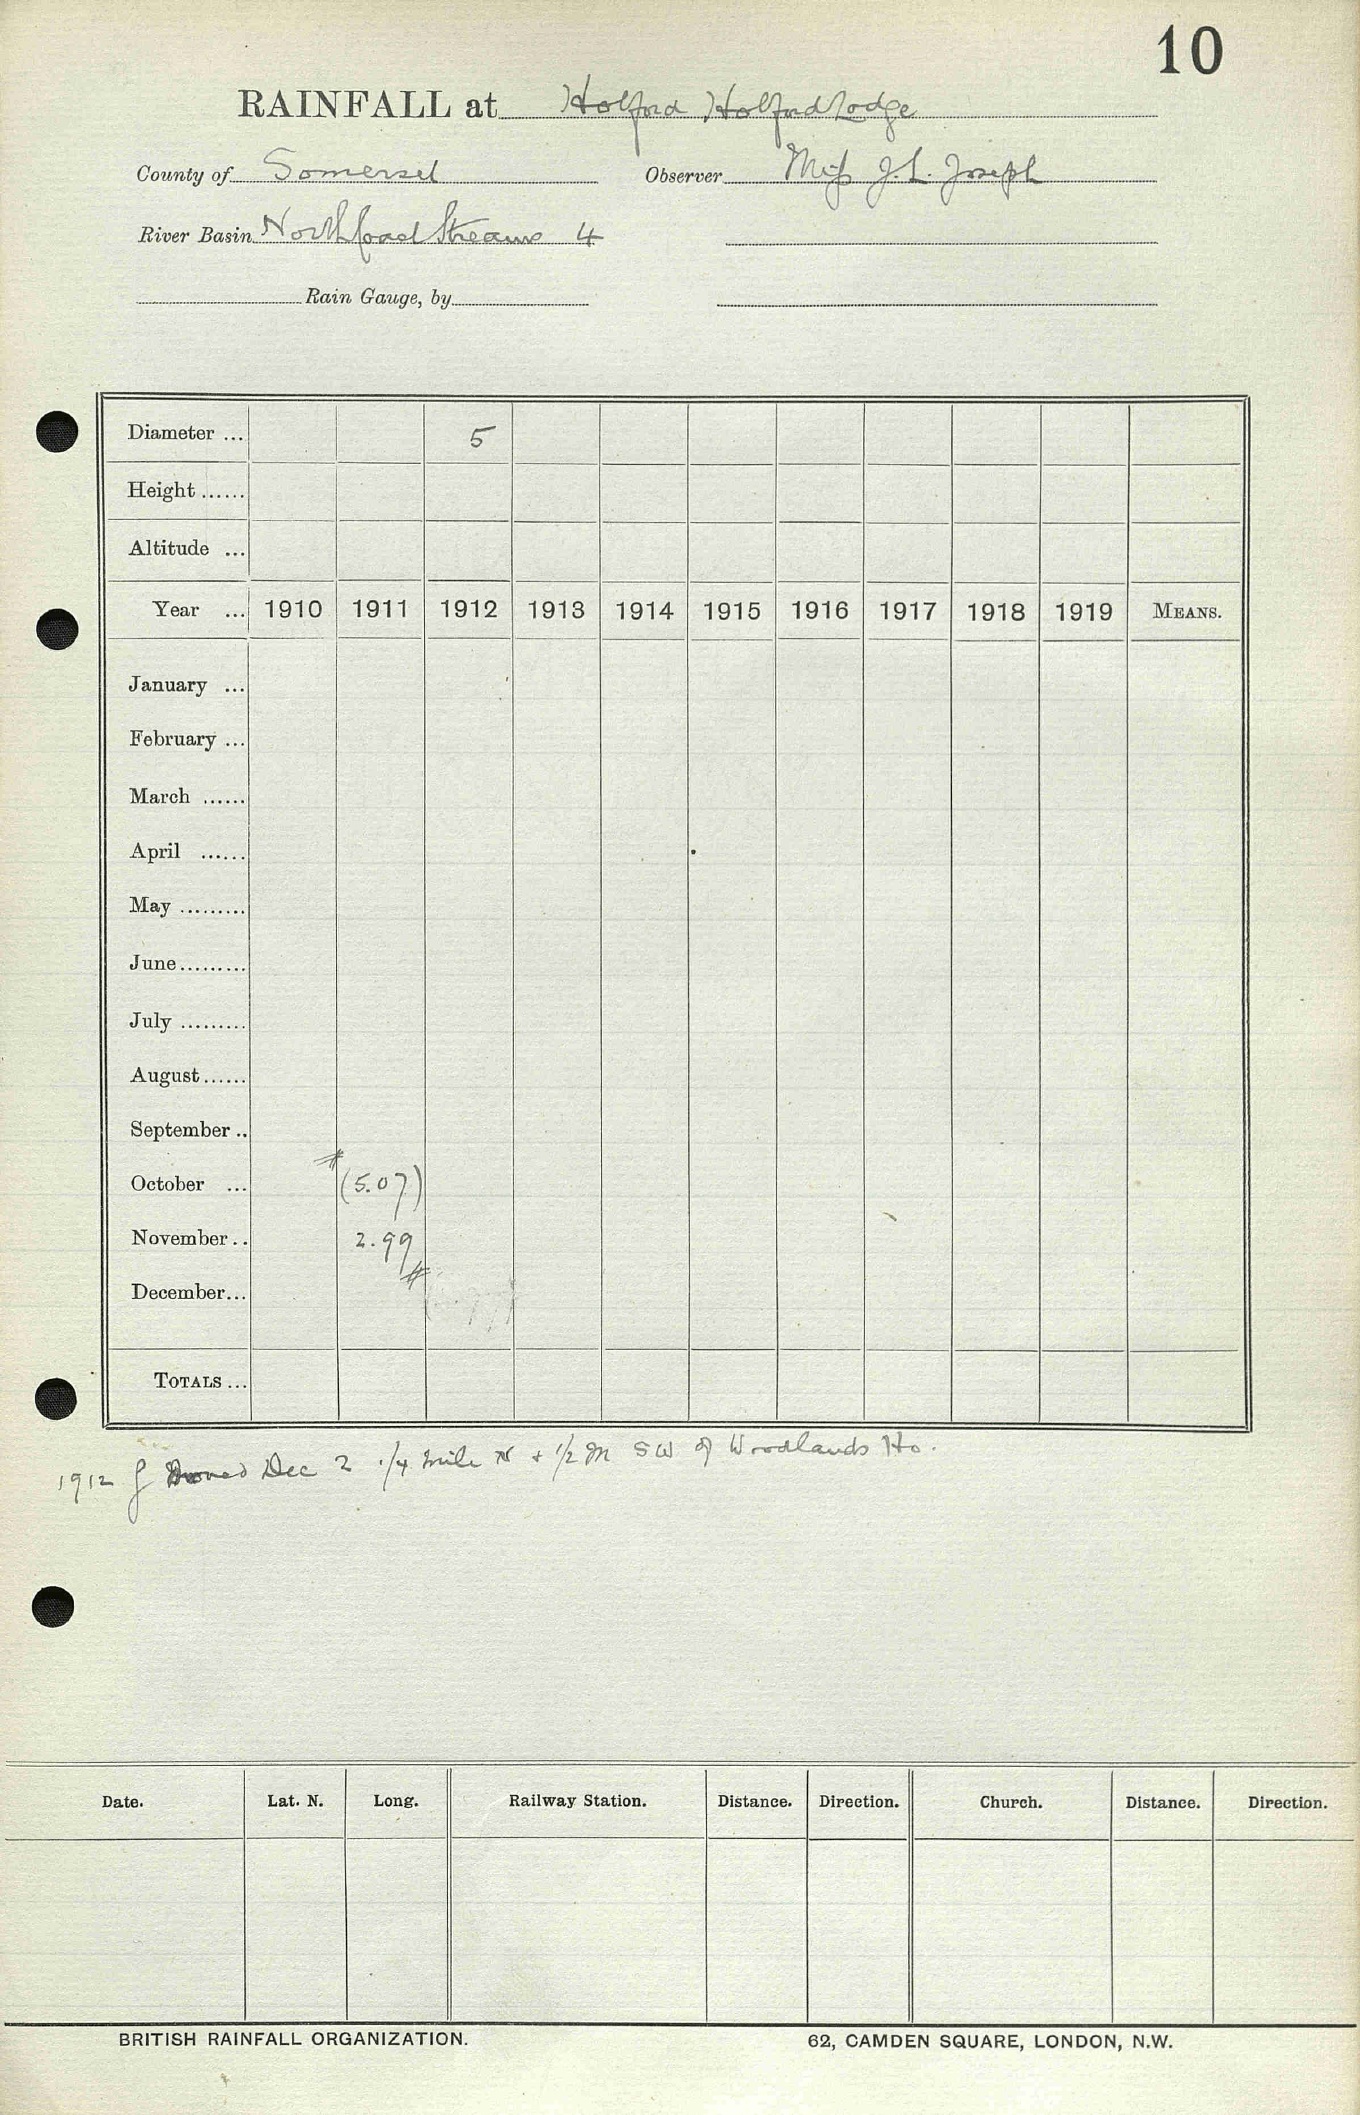 10
RAINFALL at Holford Holford Lodge
County of Somerset Observer Miss J. L. Joseph
River Basin North Coast Streams 4
Rain Gauge, by
Diameter ... 5
Height ......
Altitude ...
Year ... 1910 1911 1912 1913 1914 1915 1916 1917 1918 1919 MEANS.
January ...
February ...
March ......
April ......
May .........
June .........
July .........
August ......
September ..
October ... # (5.07)
November .. 2.99
December ... #
TOTALS ...
1912 g moved Dec 2 1/4 mile N & 1/2 M SW of Woodlands Ho.
Date. Lat. N. Long. Railway Station. Distance. Direction. Church. Distance. Direction.
BRITISH RAINFALL ORGANIZATION. 62, CAMDEN SQUARE, LONDON, N.W.